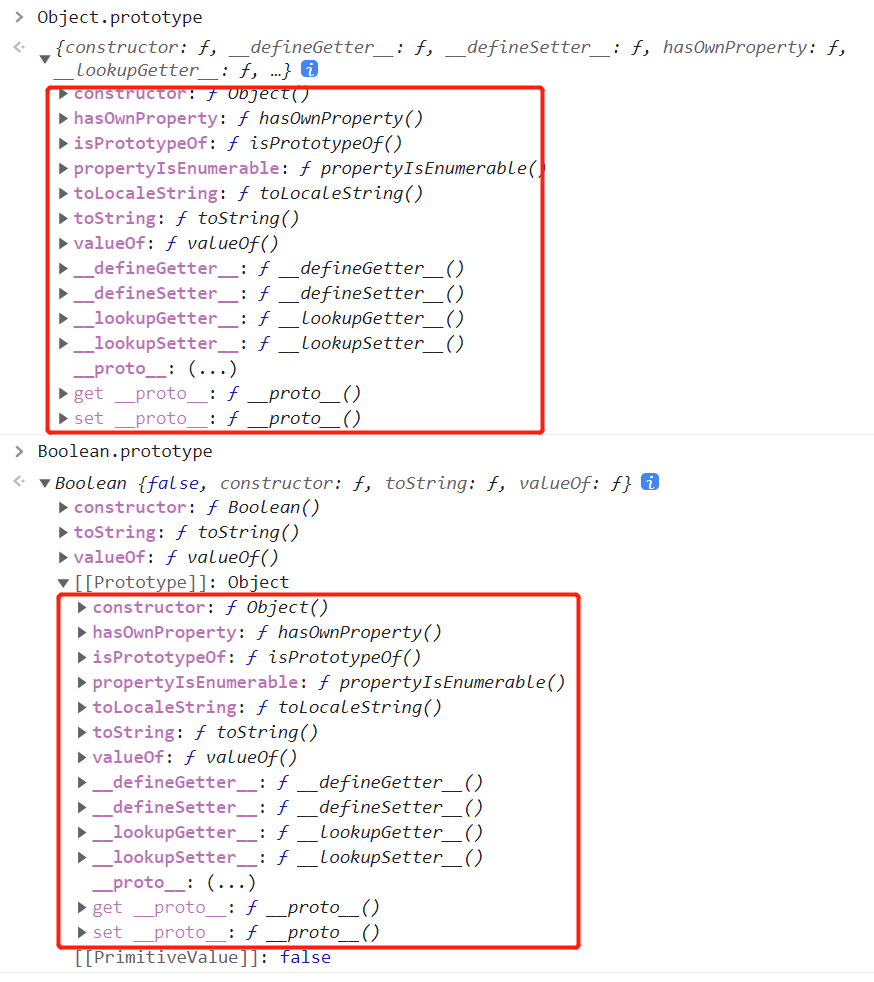 > Object.prototype
{constructor: ƒ, __defineGetter__: ƒ, __defineSetter__: ƒ, hasOwnProperty: ƒ,
__lookupGetter__: ƒ, …} i
constructor: ƒ Object()
hasOwnProperty: ƒ hasOwnProperty()
isPrototypeOf: ƒ isPrototypeOf()
propertyIsEnumerable: ƒ propertyIsEnumerable()
toLocaleString: ƒ toLocaleString()
toString: ƒ toString()
valueOf: ƒ valueOf()
__defineGetter__: ƒ __defineGetter__()
__defineSetter__: ƒ __defineSetter__()
__lookupGetter__: ƒ __lookupGetter__()
__lookupSetter__: ƒ __lookupSetter__()
__proto__: (...)
get __proto__: ƒ __proto__()
set __proto__: ƒ __proto__()
> Boolean.prototype
Boolean {false, constructor: ƒ, toString: ƒ, valueOf: ƒ} i
constructor: ƒ Boolean()
toString: ƒ toString()
valueOf: ƒ valueOf()
[[Prototype]]: Object
constructor: ƒ Object()
hasOwnProperty: ƒ hasOwnProperty()
isPrototypeOf: ƒ isPrototypeOf()
propertyIsEnumerable: ƒ propertyIsEnumerable()
toLocaleString: ƒ toLocaleString()
toString: ƒ toString()
valueOf: ƒ valueOf()
__defineGetter__: ƒ __defineGetter__()
__defineSetter__: ƒ __defineSetter__()
__lookupGetter__: ƒ __lookupGetter__()
__lookupSetter__: ƒ __lookupSetter__()
__proto__: (...)
get __proto__: ƒ __proto__()
set __proto__: ƒ __proto__()
[[PrimitiveValue]]: false